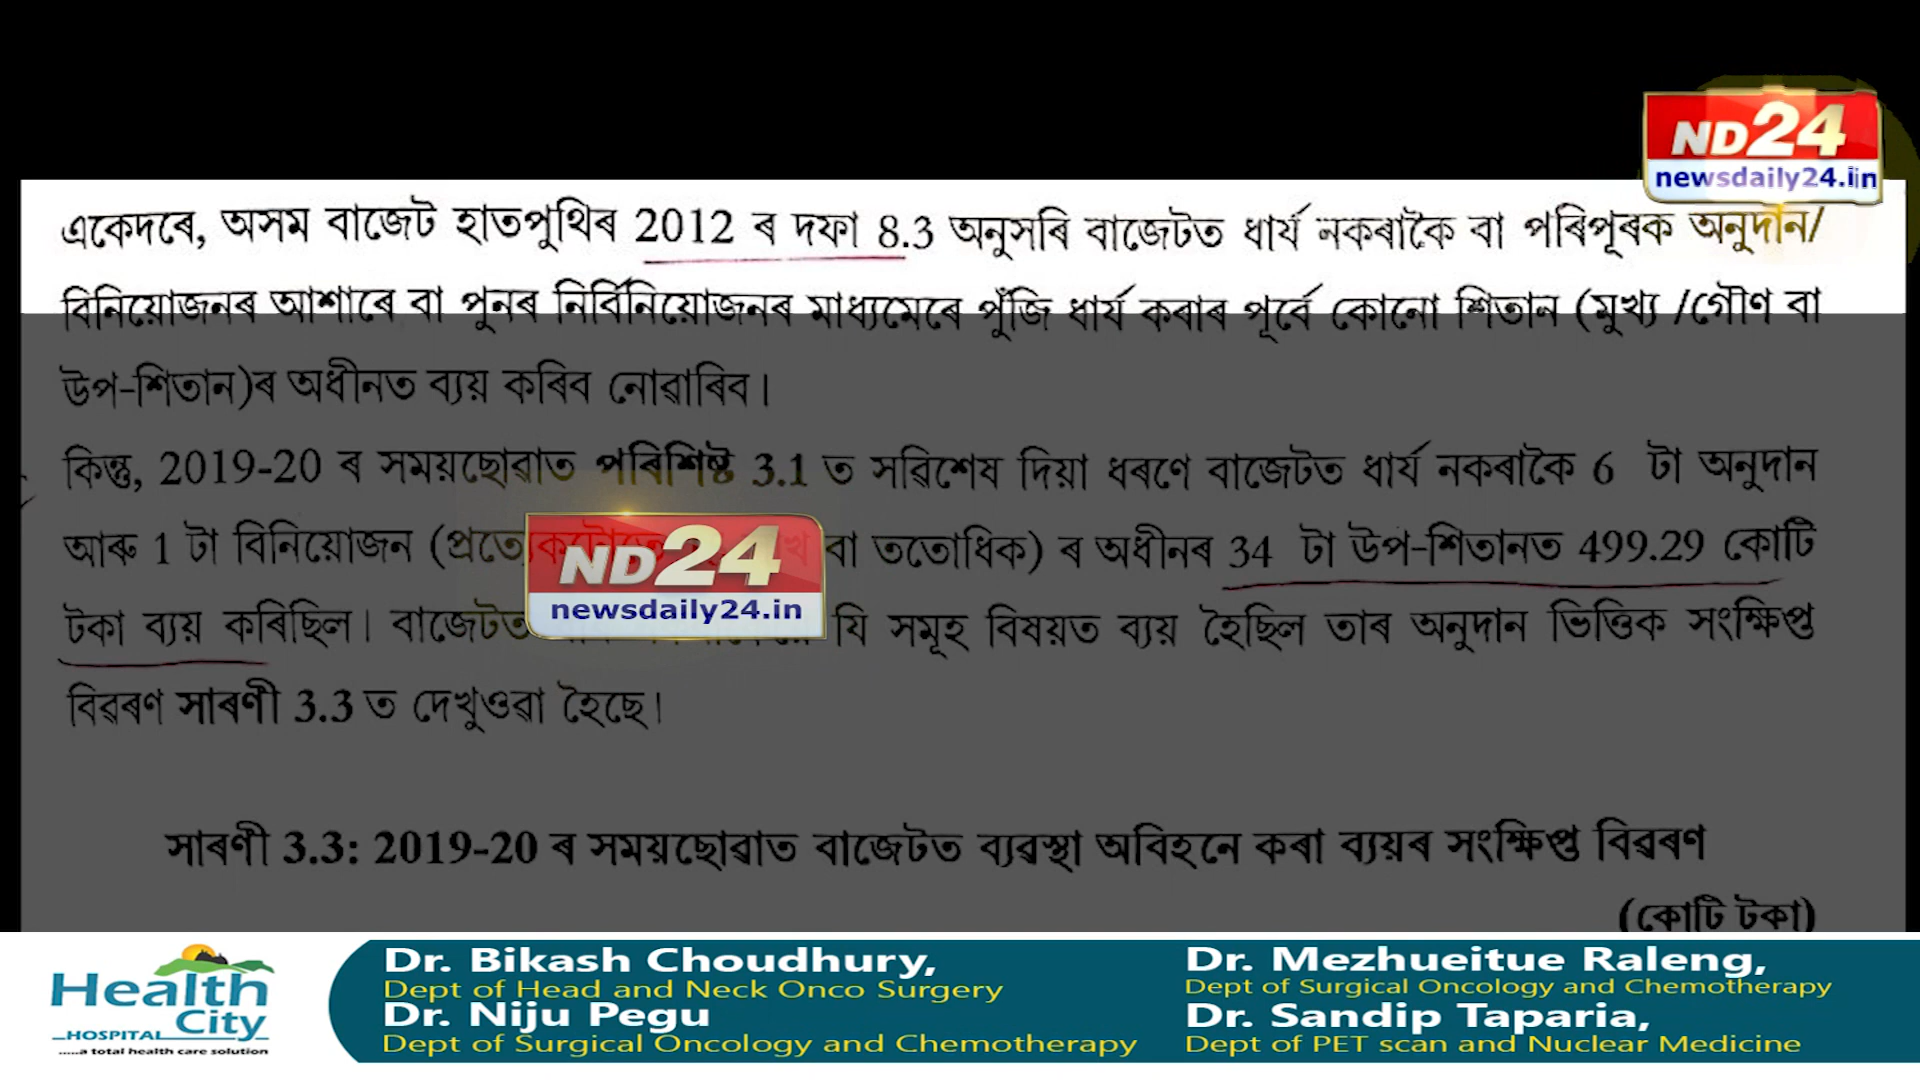 ND24
newsdaily24.in
একেদৰে, অসম বাজেট হাতপুথিৰ 2012 ৰ দফা 8.3 অনুসৰি বাজেটত ধাৰ্য নকৰাকৈ বা পৰিপূৰক অনুদান/
বিনিয়োজনৰ আশাৰে বা পুনৰ নিৰ্বিনিয়োজনৰ মাধ্যমেৰে পুঁজি ধাৰ্য কৰাৰ পূৰ্বে কোনো শিতান (মুখ্য /গৌণ বা
উপ-শিতান)ৰ অধীনত ব্যয় কৰিব নোৱাৰিব।
কিন্তু, 2019-20 ৰ সময়ছোৱাত পৰিশিষ্ট 3.1 ত সৱিশেষ দিয়া ধৰণে বাজেটত ধাৰ্য নকৰাকৈ 6 টা অনুদান
আৰু 1 টা বিনিয়োজন (প্ৰত্যেকটোতে বা ততোধিক) ৰ অধীনৰ 34 টা উপ-শিতানত 499.29 কোটি
টকা ব্যয় কৰিছিল। বাজেটত যি সমূহ বিষয়ত ব্যয় হৈছিল তাৰ অনুদান ভিত্তিক সংক্ষিপ্ত
বিৱৰণ সাৰণী 3.3 ত দেখুওৱা হৈছে।
ND24
newsdaily24.in
সাৰণী 3.3: 2019-20 ৰ সময়ছোৱাত বাজেটত ব্যৱস্থা অবিহনে কৰা ব্যয়ৰ সংক্ষিপ্ত বিৱৰণ
(কোটি টকা)
Health
City
HOSPITAL
.....a total health care solution
Dr. Bikash Choudhury,
Dept of Head and Neck Onco Surgery
Dr. Niju Pegu
Dept of Surgical Oncology and Chemotherapy
Dr. Mezhueitue Raleng,
Dept of Surgical Oncology and Chemotherapy
Dr. Sandip Taparia,
Dept of PET scan and Nuclear Medicine